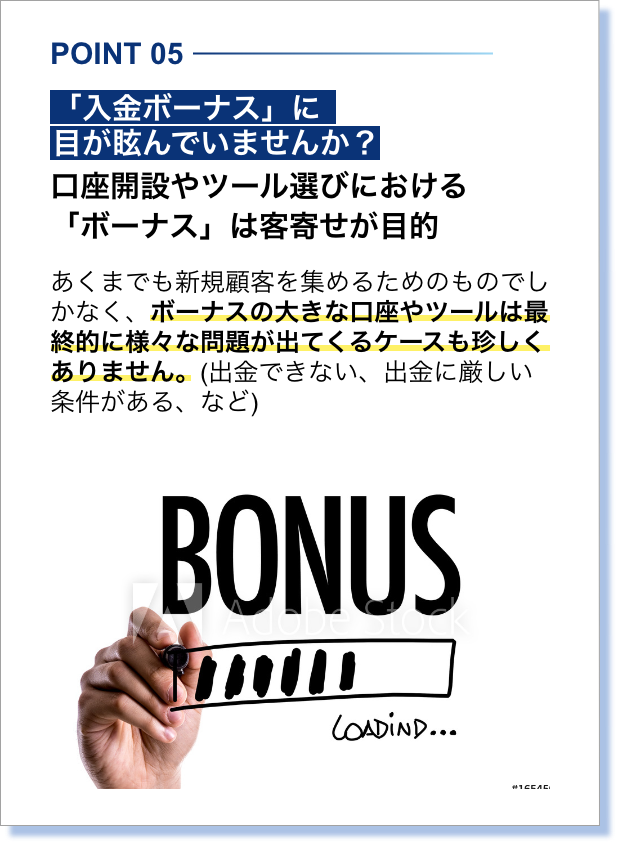 POINT 05
「入金ボーナス」に
目が眩んでいませんか？
口座開設やツール選びにおける
「ボーナス」は客寄せが目的
あくまでも新規顧客を集めるためのものでし
かなく、ボーナスの大きな口座やツールは最
終的に様々な問題が出てくるケースも珍しく
ありません。(出金できない、出金に厳しい
条件がある、など)
BONUS
Adobe Stock
LOADIND...